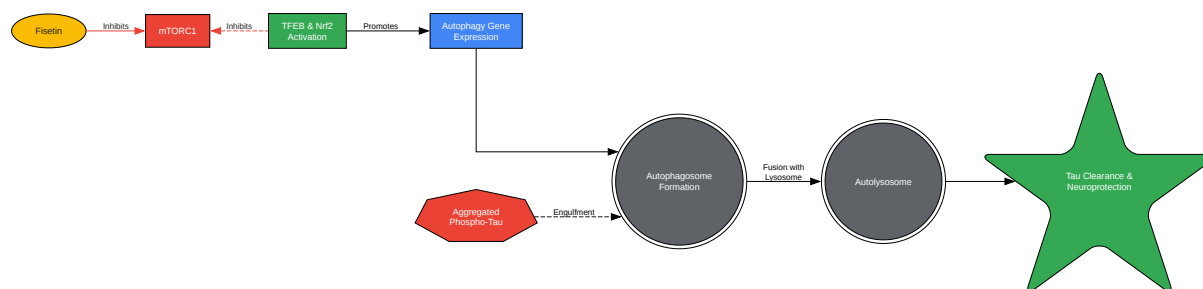 Fisetin
Inhibits
mTORC1
Inhibits
TFEB & Nrf2
Activation
Promotes
Autophagy Gene
Expression
Autophagosome
Formation
Fusion with
Lysosome
Autolysosome
Tau Clearance &
Neuroprotection
Aggregated
Phospho-Tau
Engulfment